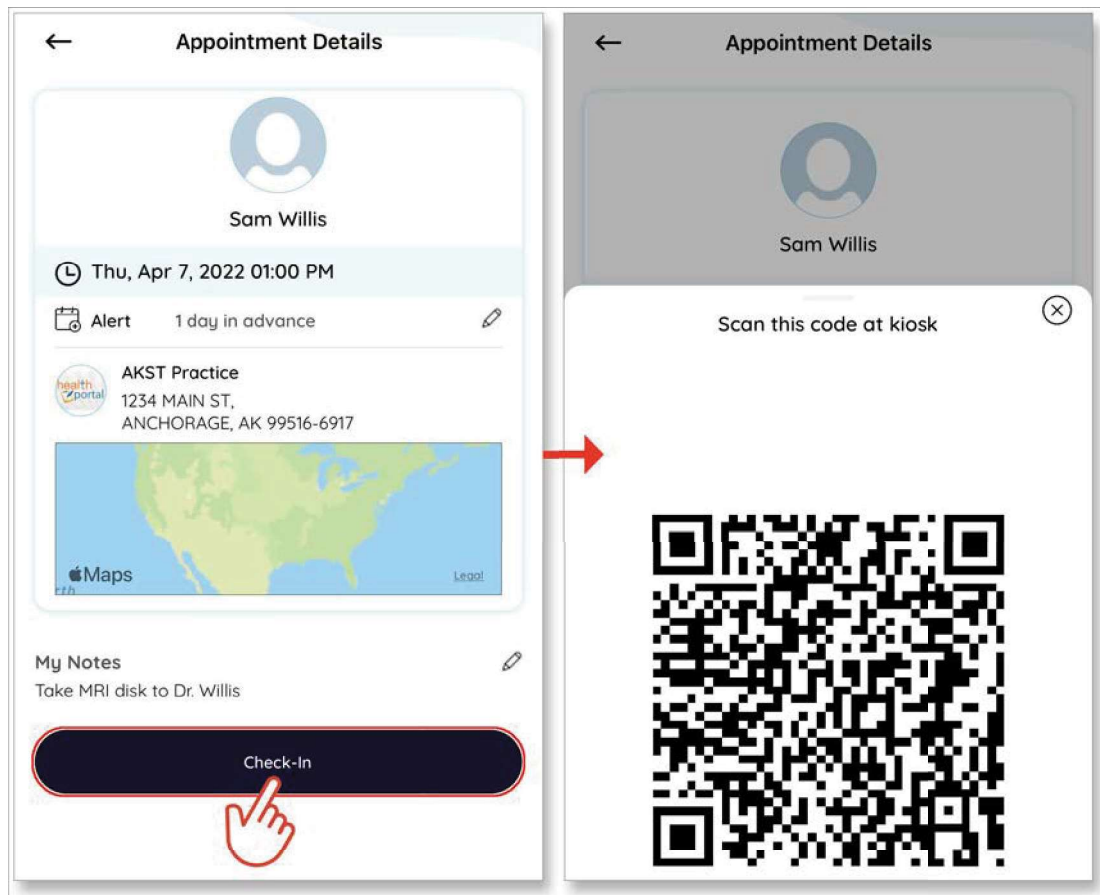 Appointment Details
Sam Willis
Thu, Apr 7, 2022 01:00 PM
Alert 1 day in advance
health
portal
AKST Practice
1234 MAIN ST,
ANCHORAGE, AK 99516-6917
Maps
Legal
rth
My Notes
Take MRI disk to Dr. Willis
Check-In
Appointment Details
Sam Willis
Scan this code at kiosk